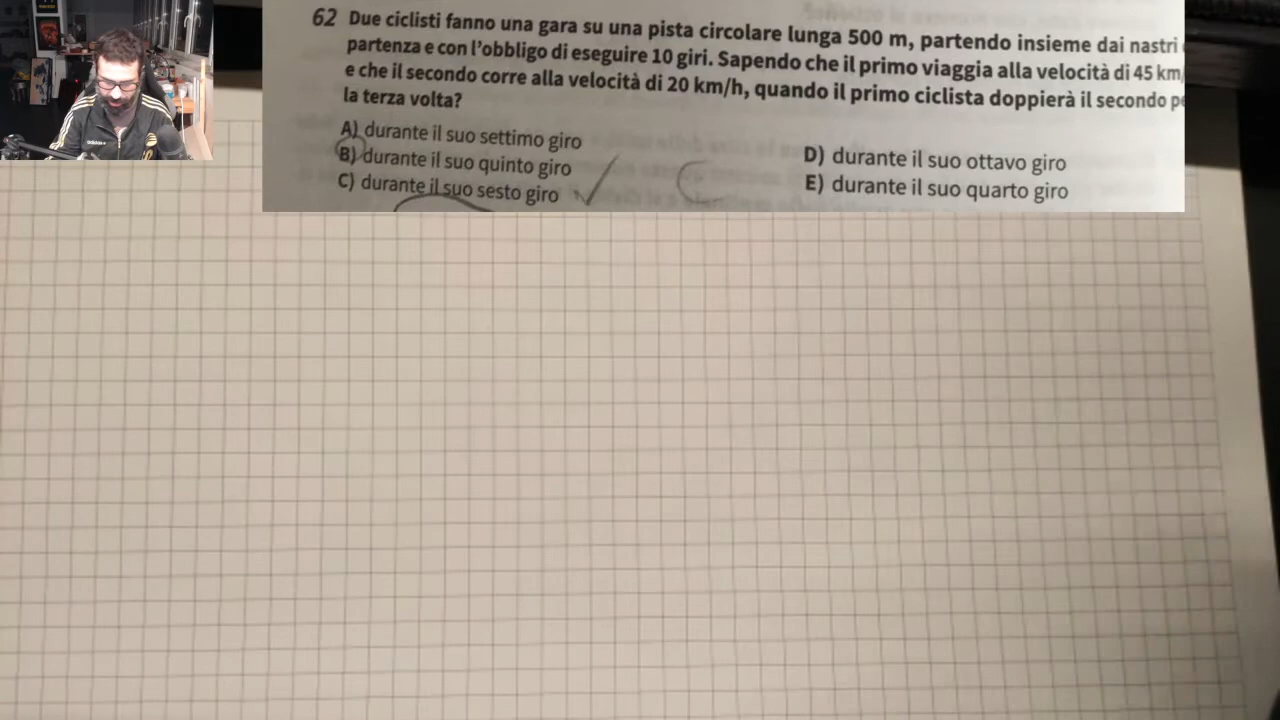 62 Due ciclisti fanno una gara su una pista circolare lunga 500 m, partendo insieme dai nastri
partenza e con l'obbligo di eseguire 10 giri. Sapendo che il primo viaggia alla velocità di 45 km/
e che il secondo corre alla velocità di 20 km/h, quando il primo ciclista doppierà il secondo pe
la terza volta?
A) durante il suo settimo giro
B) durante il suo quinto giro
C) durante il suo sesto giro
D) durante il suo ottavo giro
E) durante il suo quarto giro